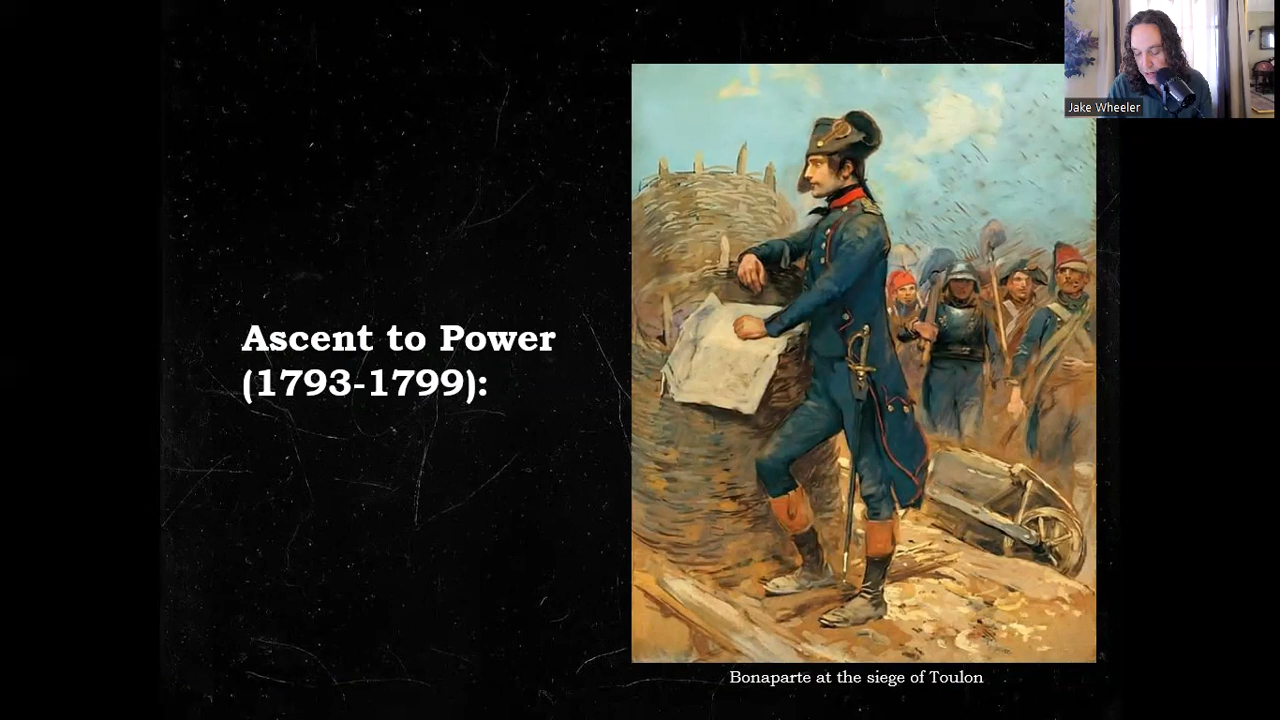 Jake Wheeler
Ascent to Power
(1793-1799):
Bonaparte at the siege of Toulon